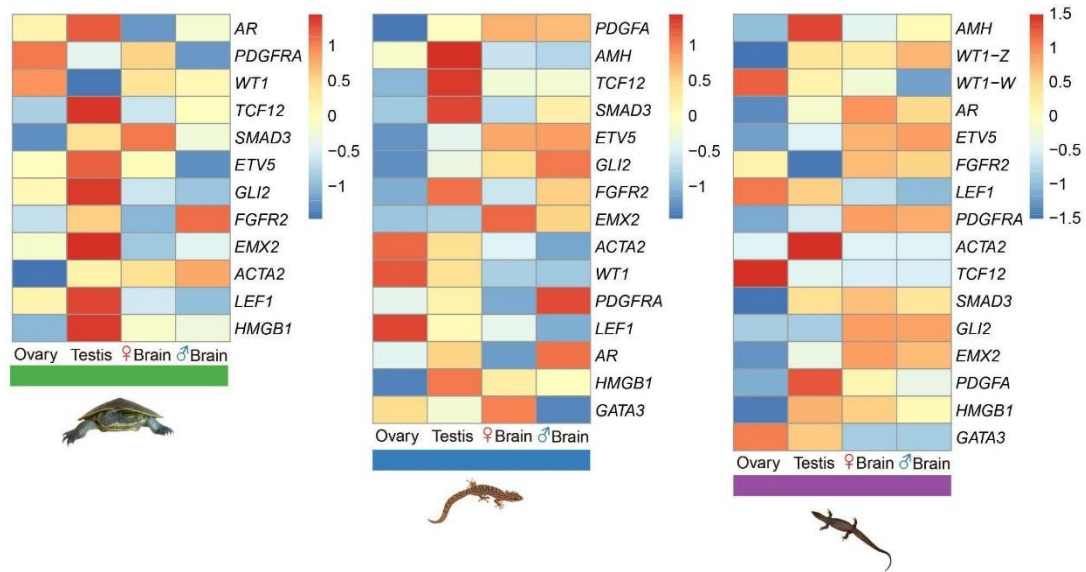 AR
PDGFRA
WT1
TCF12
SMAD3
ETV5
GLI2
FGFR2
EMX2
ACTA2
LEF1
HMGB1
Ovary Testis ♀Brain ♂Brain
1
0.5
0
−0.5
−1
PDGFA
AMH
TCF12
SMAD3
ETV5
GLI2
FGFR2
EMX2
ACTA2
WT1
PDGFRA
LEF1
AR
HMGB1
GATA3
Ovary Testis ♀Brain ♂Brain
1
0.5
0
−0.5
−1
AMH
WT1−Z
WT1−W
AR
ETV5
FGFR2
LEF1
PDGFRA
ACTA2
TCF12
SMAD3
GLI2
EMX2
PDGFA
HMGB1
GATA3
Ovary Testis ♀Brain ♂Brain
1.5
1
0.5
0
−0.5
−1
−1.5